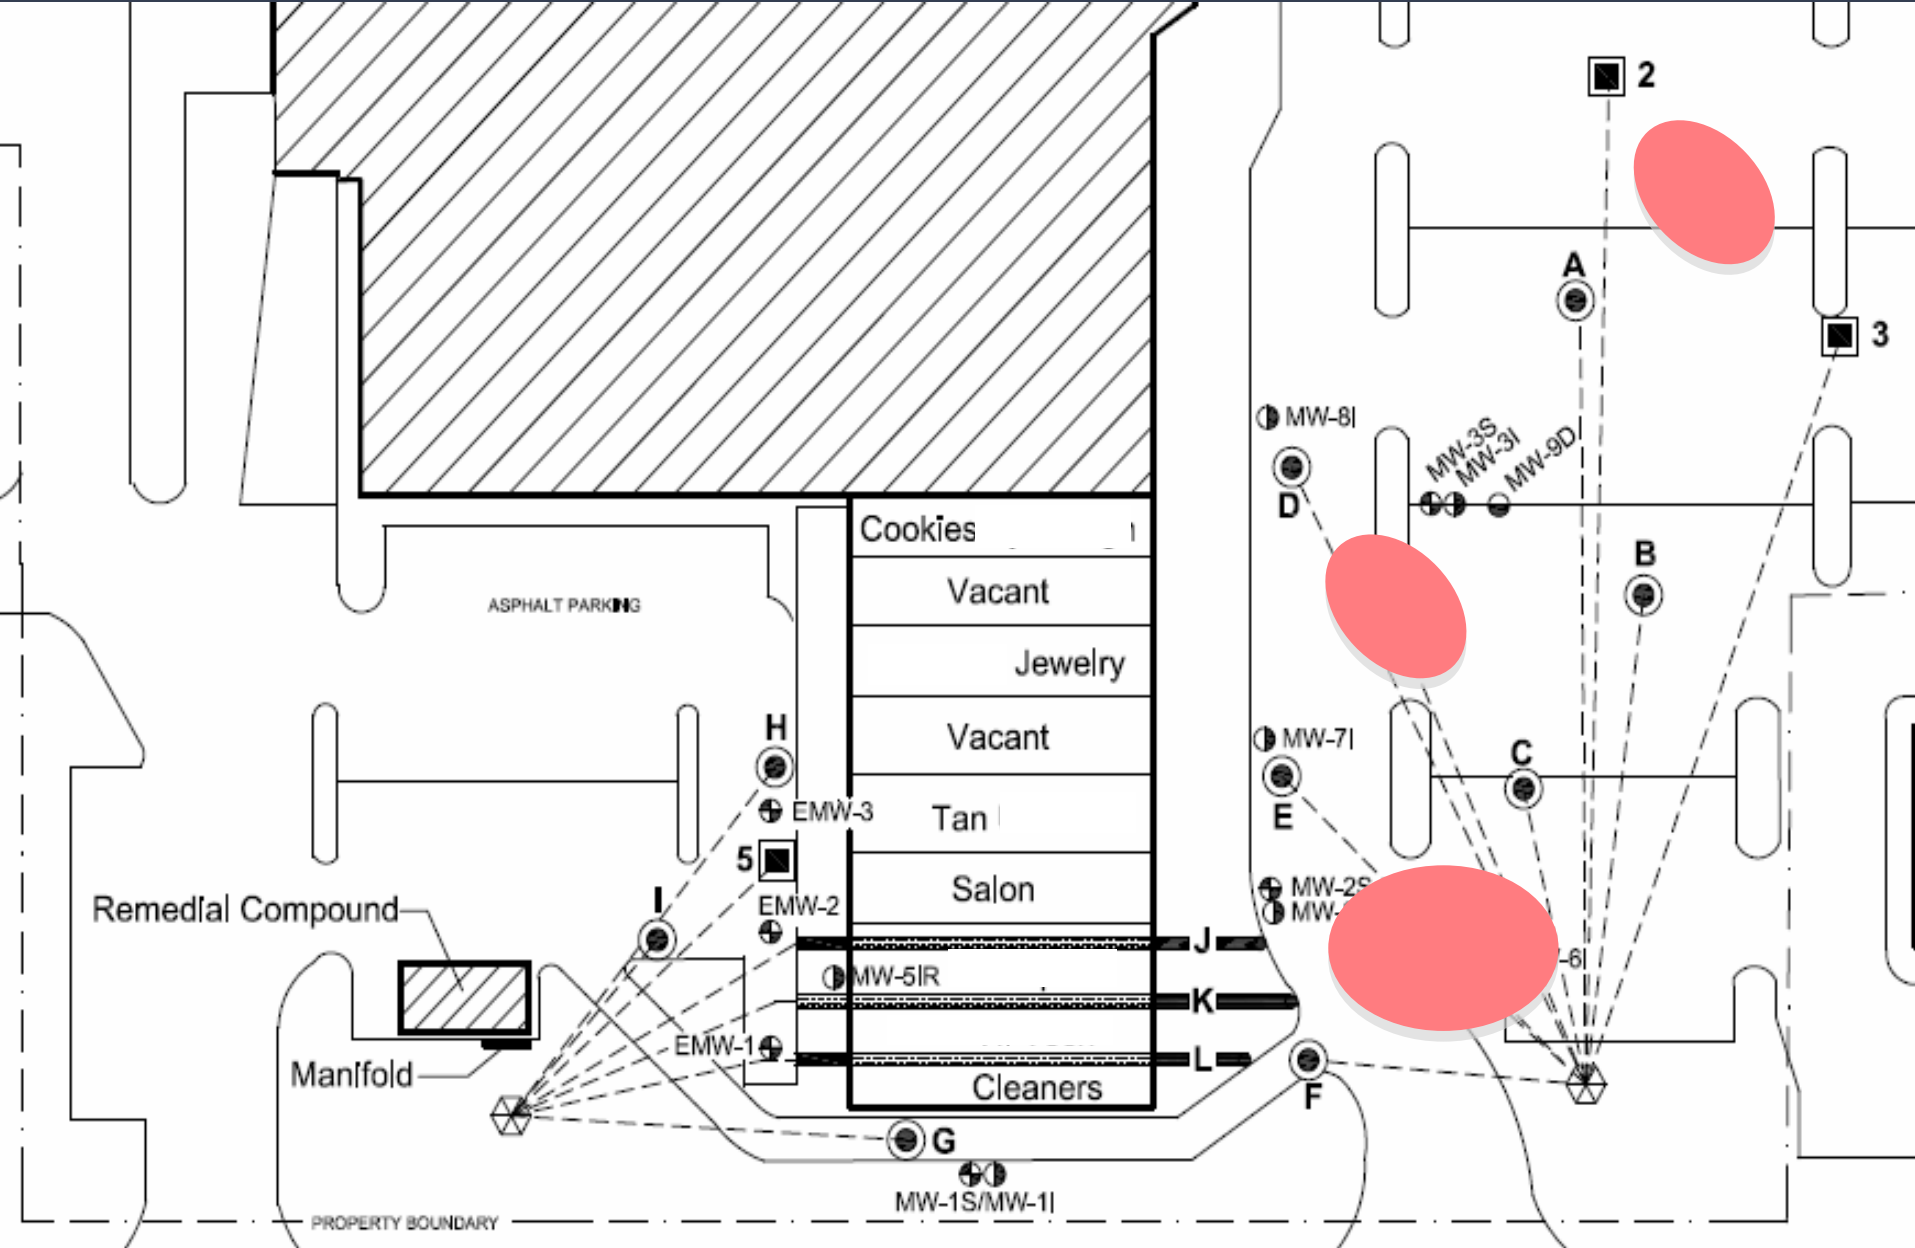 2
A
3
MW-8I
MW-3S
MW-3I
MW-9D
D
Cookies
B
Vacant
ASPHALT PARKING
Jewelry
H
Vacant
MW-7I
C
EMW-3
Tan
E
5
Salon
MW-2S
I
EMW-2
Remedial Compound
MW-
J
-6I
MW-5IR
K
EMW-1
L
Manifold
Cleaners
F
G
MW-1S/MW-1I
PROPERTY BOUNDARY